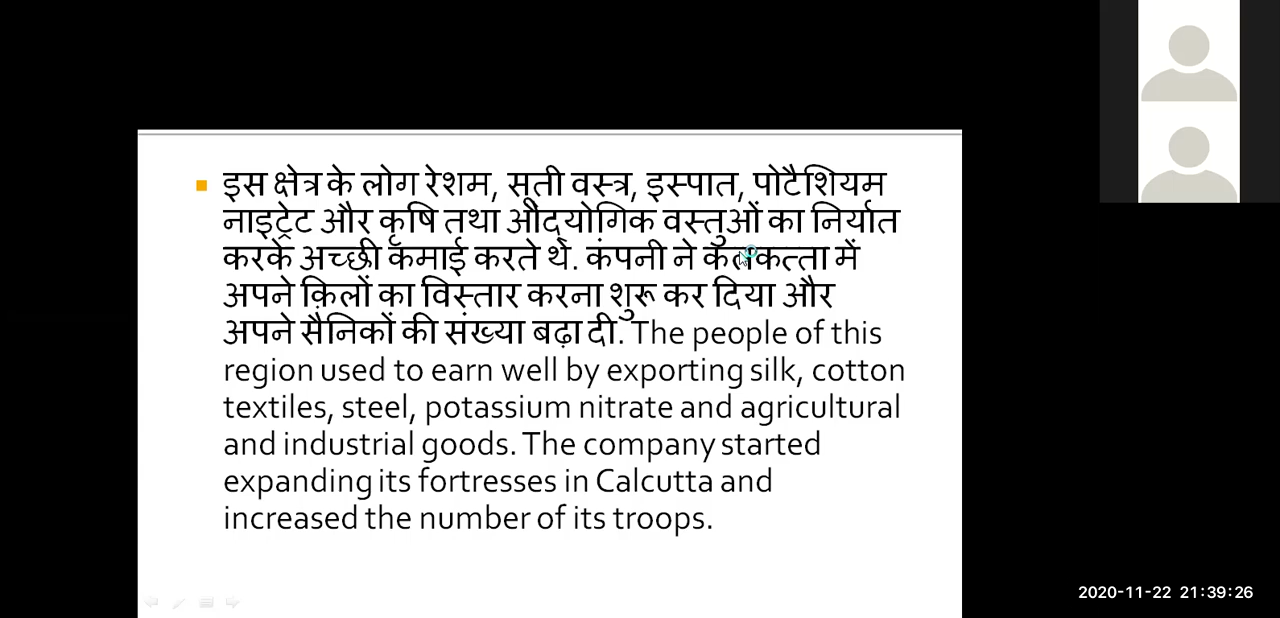 इस क्षेत्र के लोग रेशम, सूती वस्त्र, इस्पात, पोटैशियम
नाइट्रेट और कृषि तथा औद्योगिक वस्तुओं का निर्यात
करके अच्छी कमाई करते थे. कंपनी ने कलकत्ता में
अपने क़िलों का विस्तार करना शुरू कर दिया और
अपने सैनिकों की संख्या बढ़ा दी. The people of this
region used to earn well by exporting silk, cotton
textiles, steel, potassium nitrate and agricultural
and industrial goods. The company started
expanding its fortresses in Calcutta and
increased the number of its troops.
2020-11-22 21:39:26